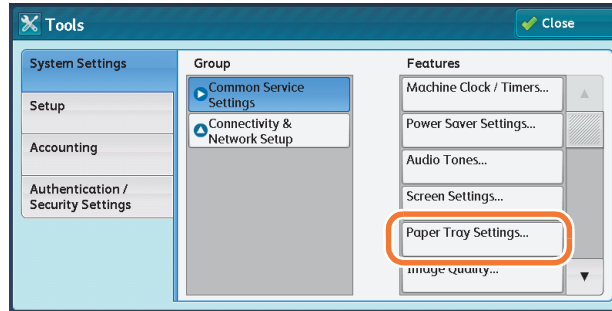 Tools
Close
System Settings
Setup
Accounting
Authentication /
Security Settings
Group
Common Service
Settings
Connectivity &
Network Setup
Features
Machine Clock / Timers...
Power Saver Settings...
Audio Tones...
Screen Settings...
Paper Tray Settings...
Image Quality...